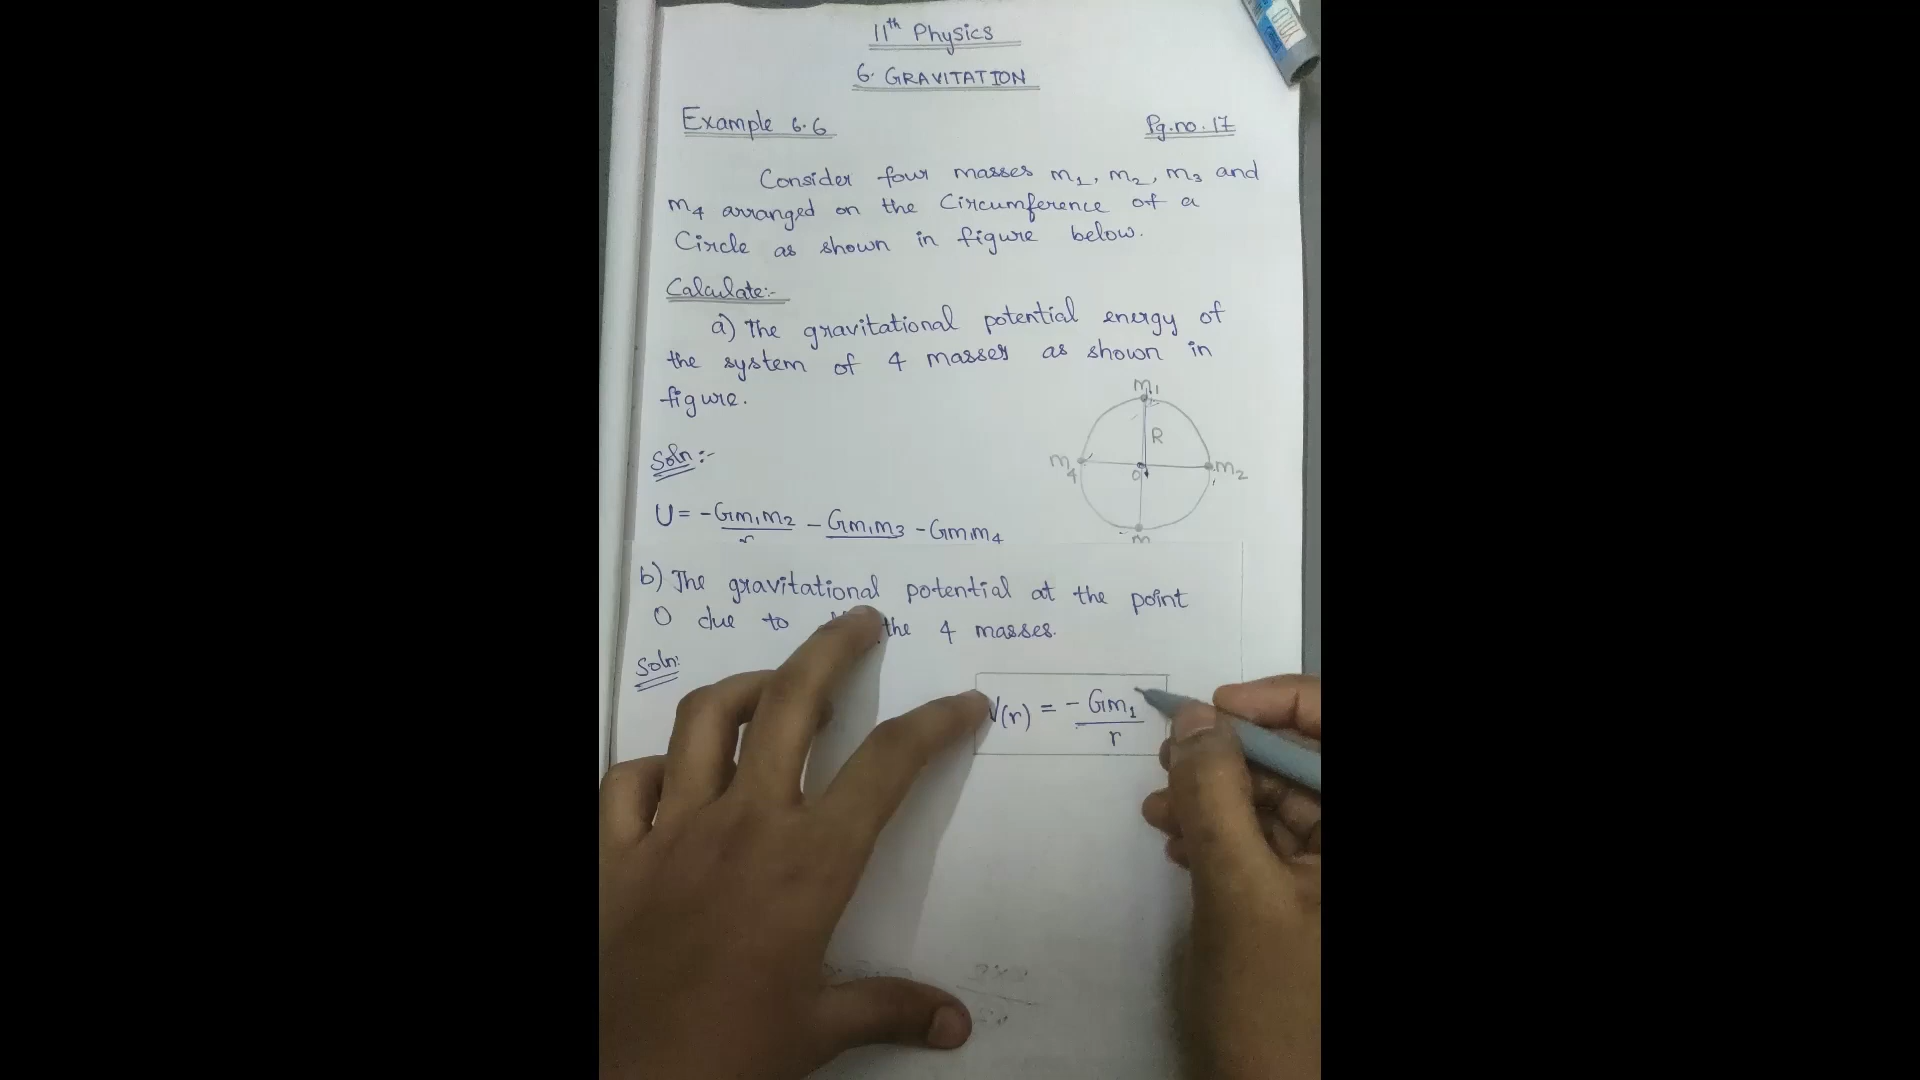 11th Physics
6. GRAVITATION
Example 6.6
Pg.no. 17
Consider four masses m1, m2, m3 and
m4 arranged on the Circumference of a
Circle as shown in figure below.
Calculate:-
a) The gravitational potential energy of
the system of 4 masses as shown in
figure.
m1
R
m4
O
m2
m
Soln:-
U = -Gm1m2/r - Gm1m3 - Gm1m4
b) The gravitational potential at the point
O due to the 4 masses.
Soln:
V(r) = -Gm1/r